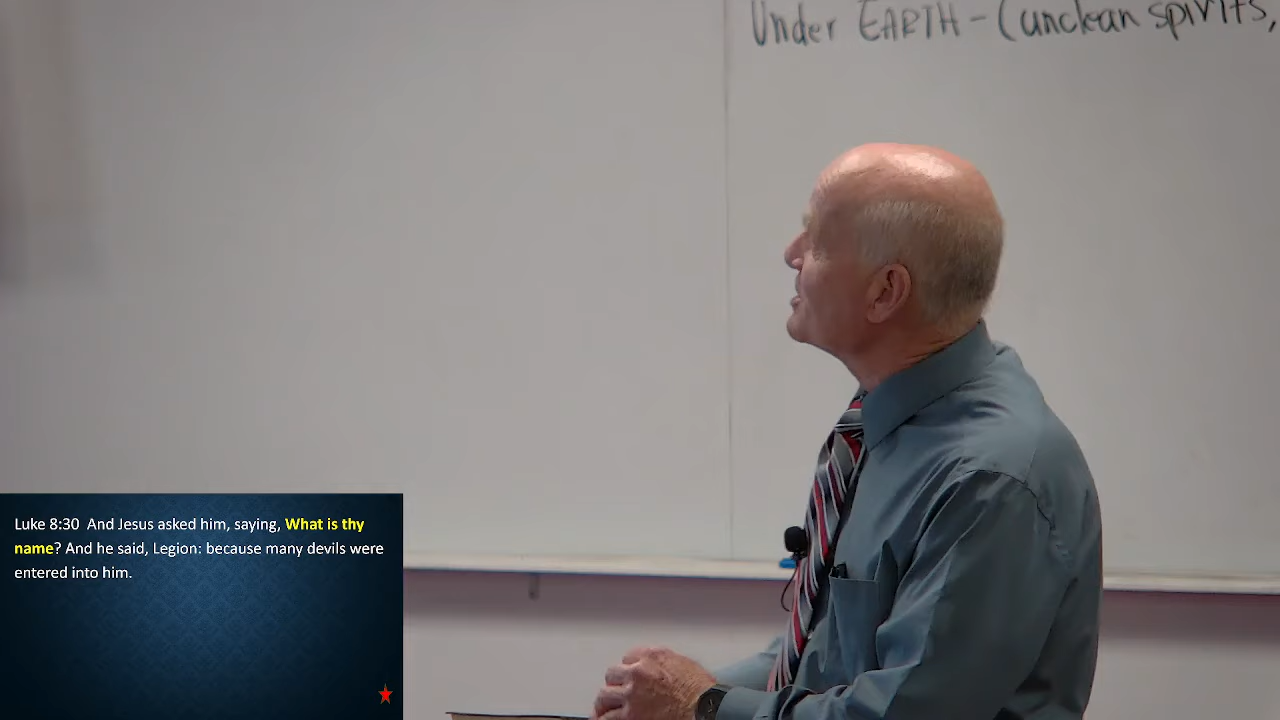 Under EARTH - (unclean spirits,
Luke 8:30 And Jesus asked him, saying, What is thy
name? And he said, Legion: because many devils were
entered into him.